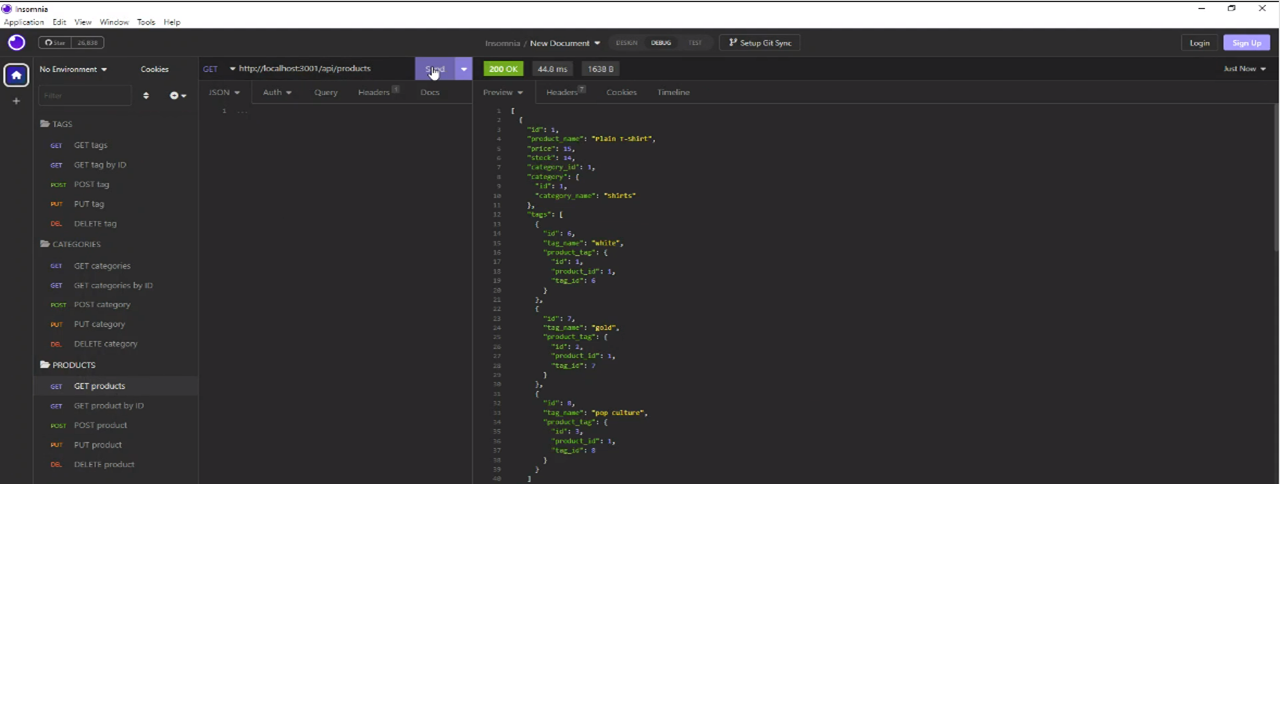 Insomnia
Application Edit View Window Tools Help
Star 26,838
Insomnia / New Document
DESIGN DEBUG TEST
Setup Git Sync
Login Sign Up
No Environment Cookies
GET http://localhost:3001/api/products Send
200 OK 44.8 ms 1638 B
Just Now
Filter
JSON Auth Query Headers Docs
Preview Headers 7 Cookies Timeline
TAGS
GET GET tags
GET GET tag by ID
POST POST tag
PUT PUT tag
DEL DELETE tag
CATEGORIES
GET GET categories
GET GET categories by ID
POST POST category
PUT PUT category
DEL DELETE category
PRODUCTS
GET GET products
GET GET product by ID
POST POST product
PUT PUT product
DEL DELETE product
1 ...
1 [
2 {
3 "id": 1,
4 "product_name": "Plain T-Shirt",
5 "price": 15,
6 "stock": 14,
7 "category_id": 1,
8 "category": {
9 "id": 1,
10 "category_name": "Shirts"
11 },
12 "tags": [
13 {
14 "id": 6,
15 "tag_name": "white",
16 "product_tag": {
17 "id": 1,
18 "product_id": 1,
19 "tag_id": 6
20 }
21 },
22 {
23 "id": 7,
24 "tag_name": "gold",
25 "product_tag": {
26 "id": 2,
27 "product_id": 1,
28 "tag_id": 7
29 }
30 },
31 {
32 "id": 8,
33 "tag_name": "pop culture",
34 "product_tag": {
35 "id": 3,
36 "product_id": 1,
37 "tag_id": 8
38 }
39 }
40 ]